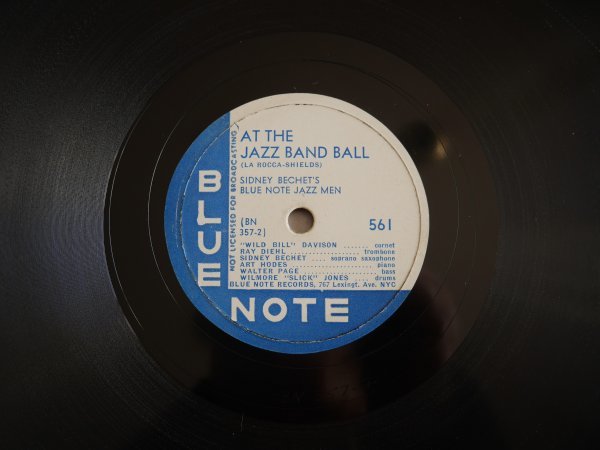 AT THE
JAZZ BAND BALL
(LA ROCCA-SHIELDS)
SIDNEY BECHET'S
BLUE NOTE JAZZ MEN
(BN
357-2)
561
"WILD BILL" DAVISON ...... cornet
RAY DIEHL ........................ trombone
SIDNEY BECHET .... soprano saxophone
ART HODES ........................ piano
WALTER PAGE .................... bass
WILMORE "SLICK" JONES ...... drums
BLUE NOTE RECORDS, 767 Lexingt. Ave. NYC
NOT LICENSED FOR BROADCASTING
BLUE
NOTE